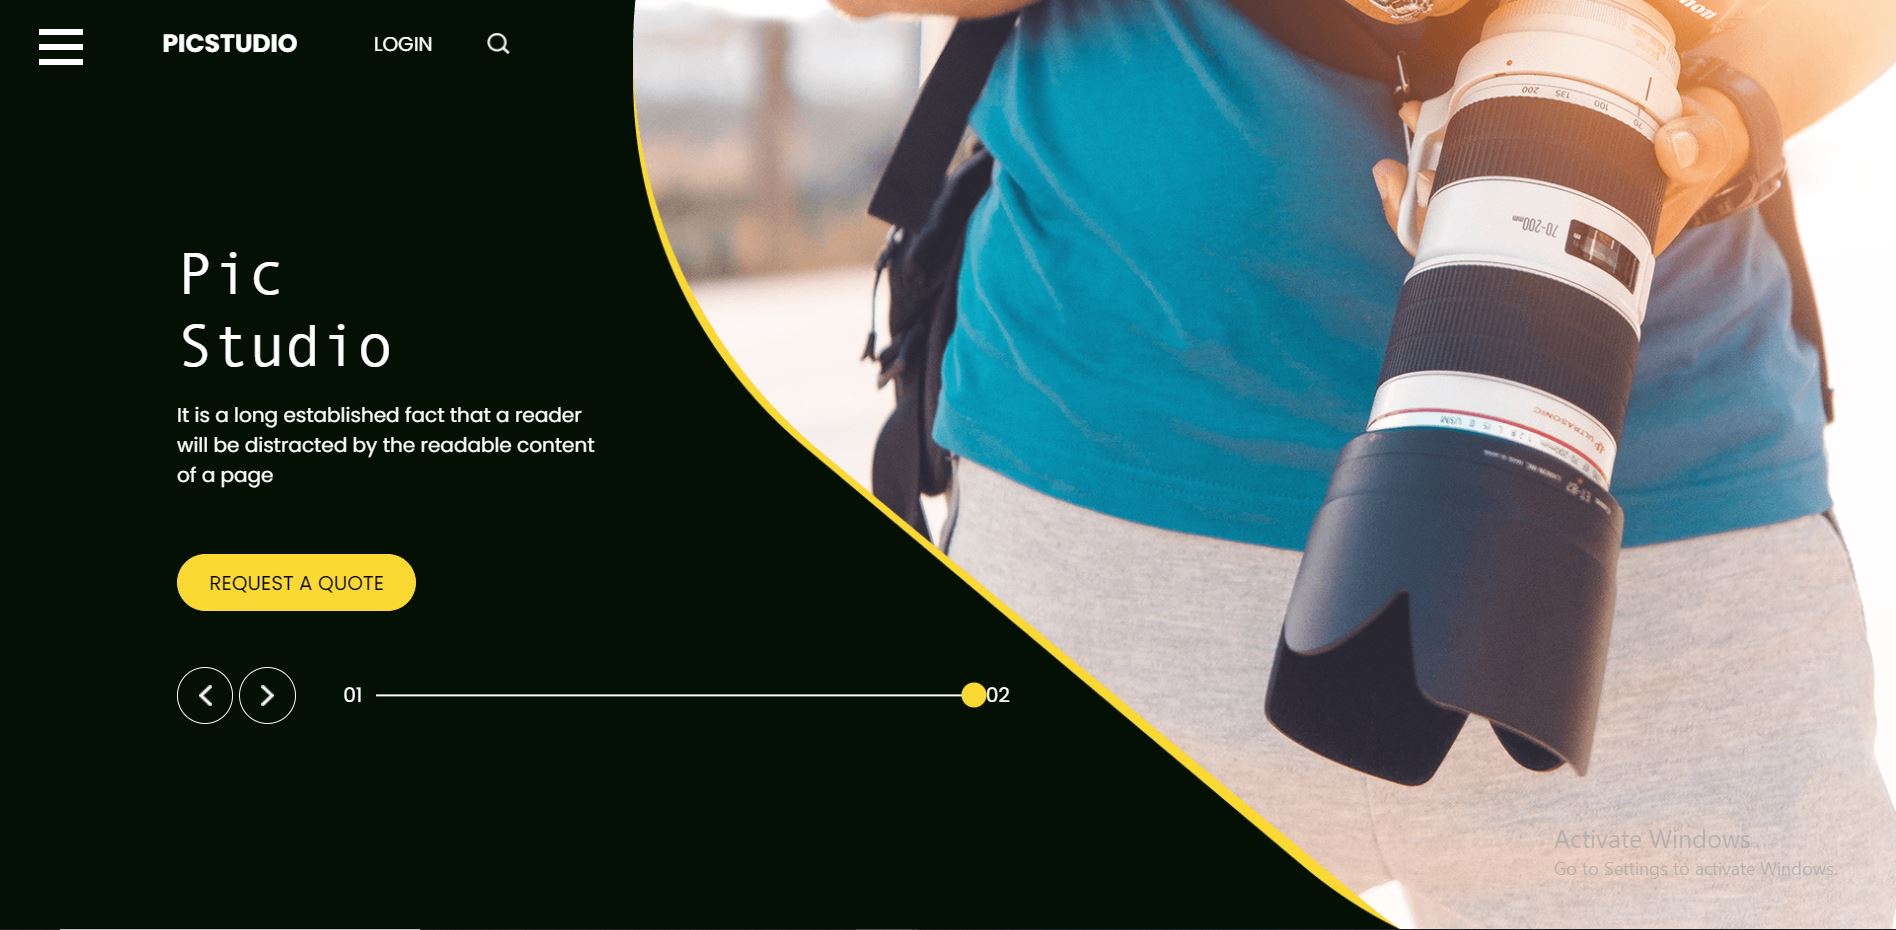 PICSTUDIO
LOGIN
Pic
Studio
It is a long established fact that a reader
will be distracted by the readable content
of a page
REQUEST A QUOTE
01
02
200 135 100 70
70-200mm
ULTRASONIC
Activate Windows
Go to Settings to activate Windows.